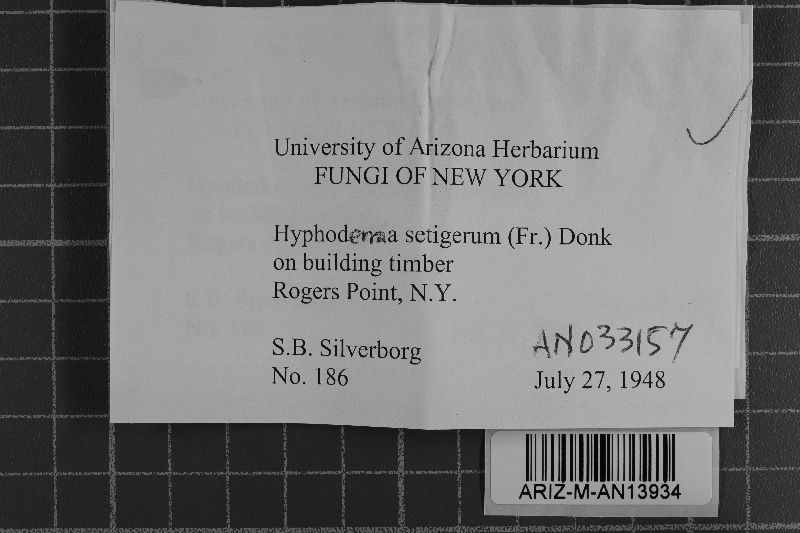 University of Arizona Herbarium
FUNGI OF NEW YORK
Hyphoderma setigerum (Fr.) Donk
on building timber
Rogers Point, N.Y.
S.B. Silverborg
AN033157
No. 186
July 27, 1948
ARIZ-M-AN13934